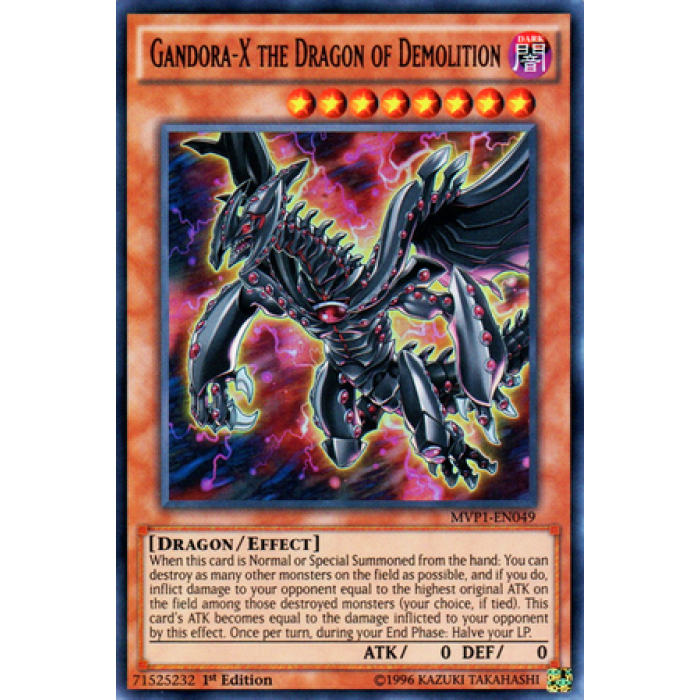 GANDORA-X THE DRAGON OF DEMOLITION
DARK
闇
MVP1-EN049
[DRAGON/EFFECT]
When this card is Normal or Special Summoned from the hand: You can
destroy as many other monsters on the field as possible, and if you do,
inflict damage to your opponent equal to the highest original ATK on
the field among those destroyed monsters (your choice, if tied). This
card's ATK becomes equal to the damage inflicted to your opponent
by this effect. Once per turn, during your End Phase: Halve your LP.
ATK/ 0 DEF/ 0
71525232 1st Edition ©1996 KAZUKI TAKAHASHI